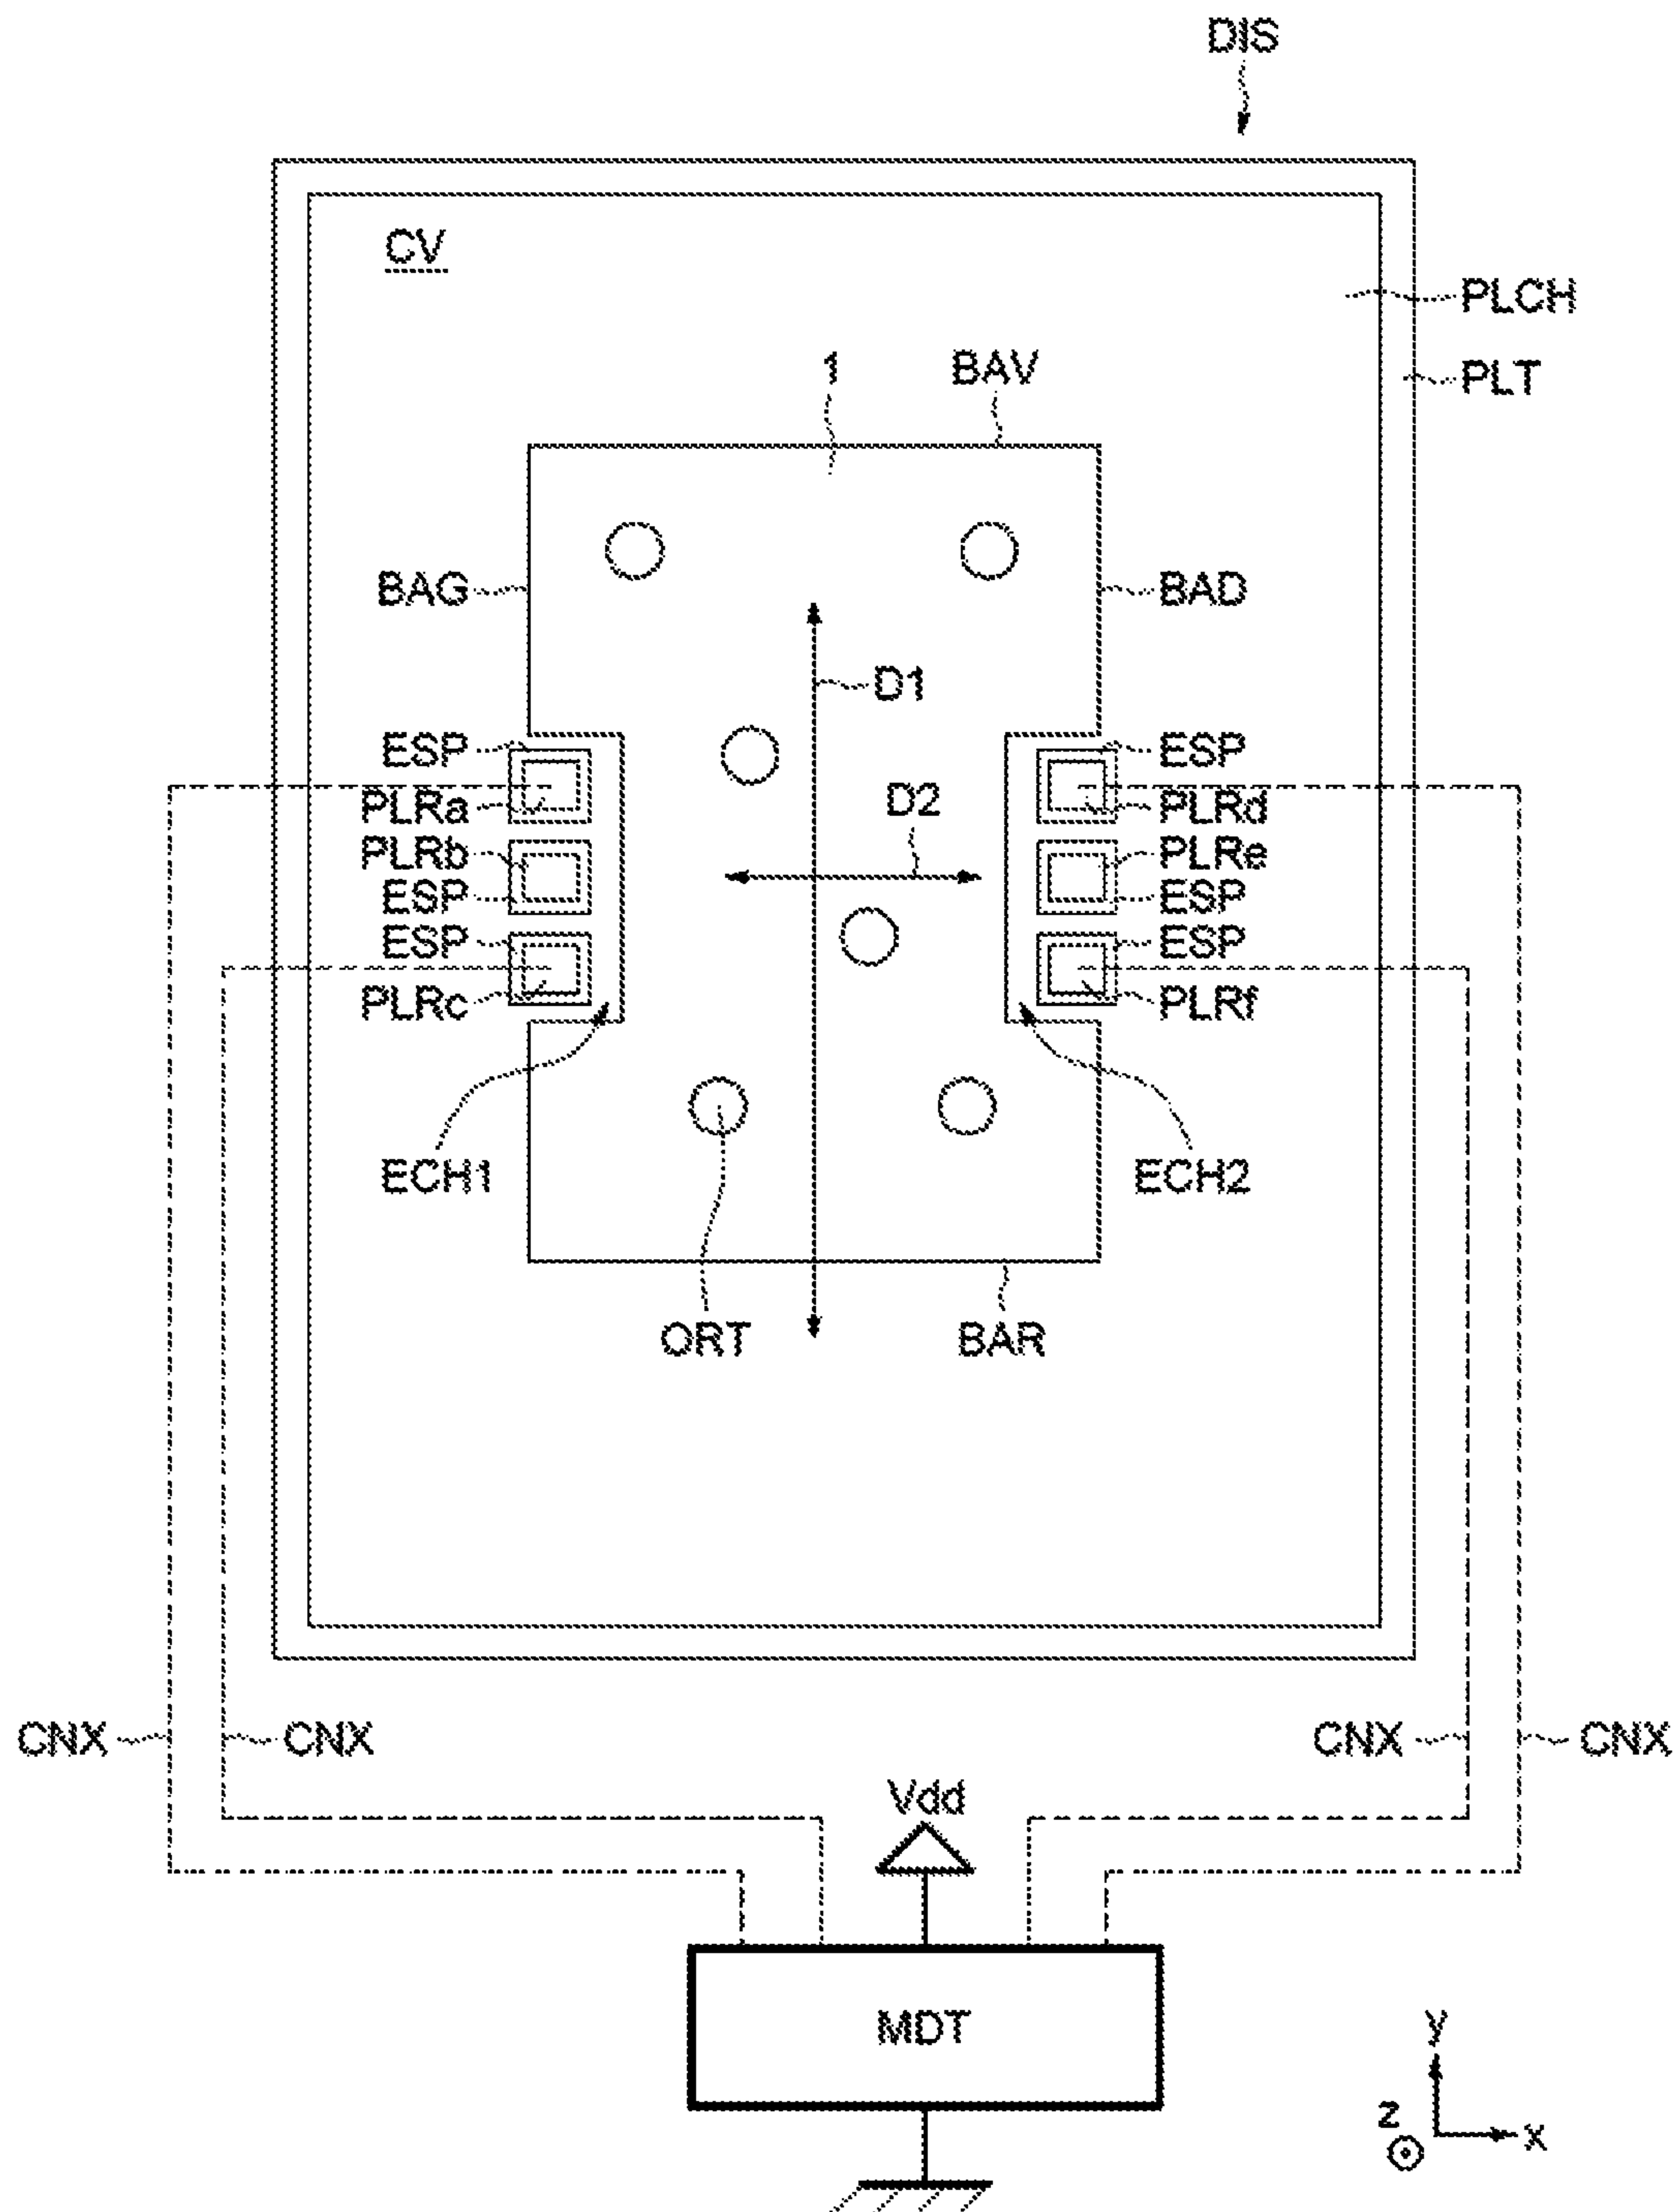 DIS
CV
PLCH
PLT
1
BAV
BAG
BAD
D1
ESP
ESP
PLRa
D2
PLRd
PLRb
PLRe
ESP
ESP
ESP
ESP
PLRc
PLRf
ECH1
ECH2
ORT
BAR
CNX
CNX
CNX
CNX
Vdd
MDT
y
z
x